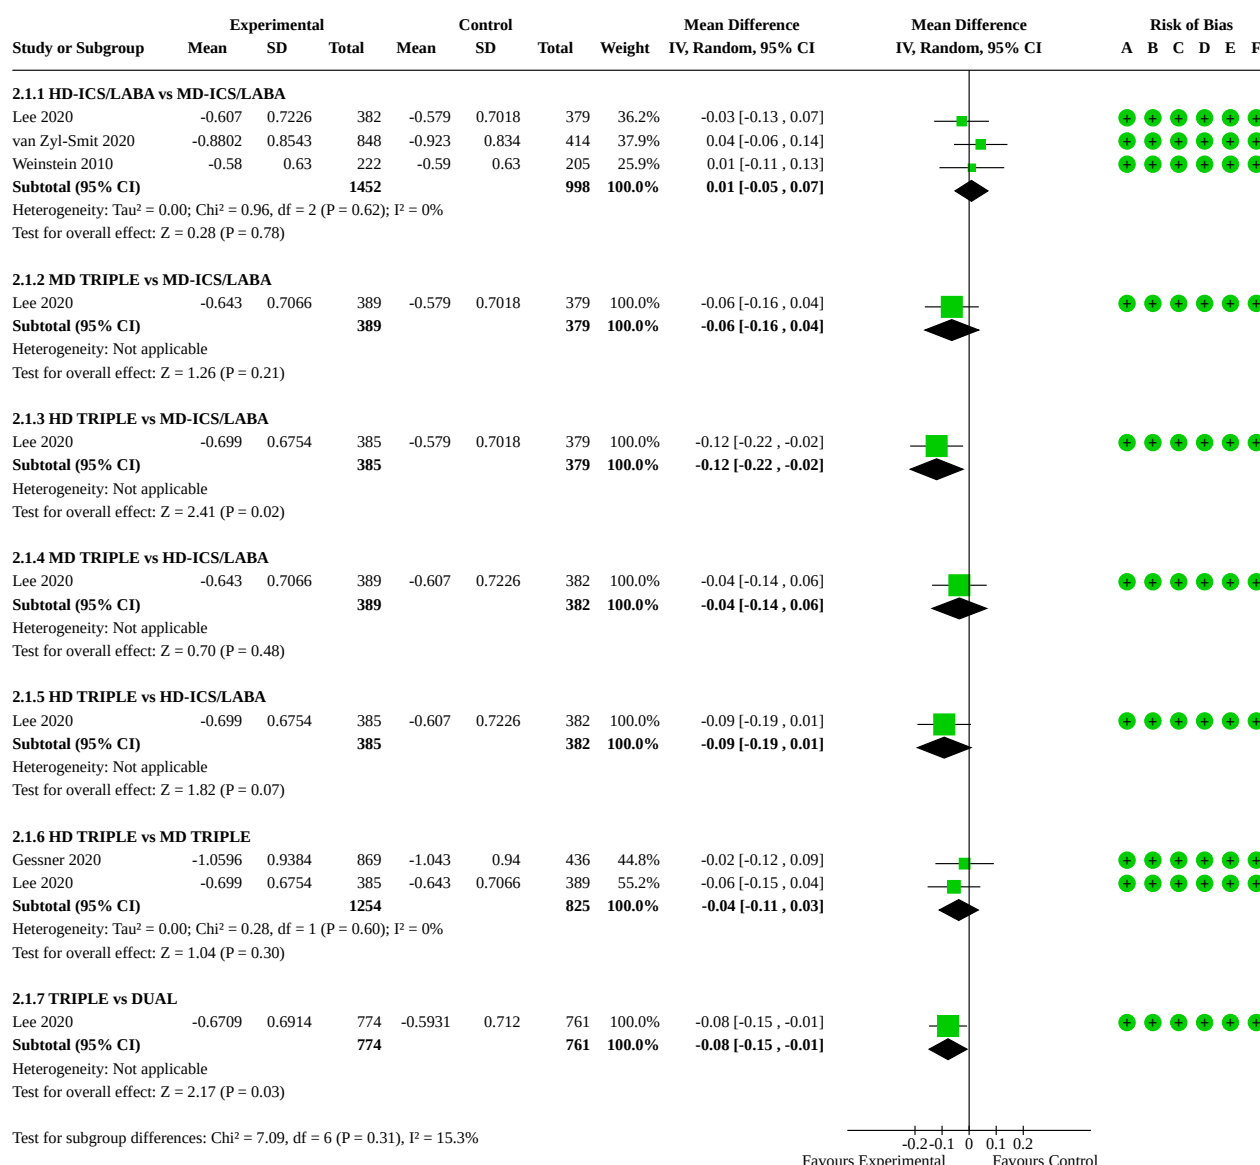 Experimental Control Mean Difference Mean Difference Risk of Bias
Study or Subgroup Mean SD Total Mean SD Total Weight IV, Random, 95% CI IV, Random, 95% CI A B C D E F
2.1.1 HD-ICS/LABA vs MD-ICS/LABA
Lee 2020 -0.607 0.7226 382 -0.579 0.7018 379 36.2% -0.03 [-0.13 , 0.07] + + + + + +
van Zyl-Smit 2020 -0.8802 0.8543 848 -0.923 0.834 414 37.9% 0.04 [-0.06 , 0.14] + + + + + +
Weinstein 2010 -0.58 0.63 222 -0.59 0.63 205 25.9% 0.01 [-0.11 , 0.13] + + + + + +
Subtotal (95% CI) 1452 998 100.0% 0.01 [-0.05 , 0.07]
Heterogeneity: Tau² = 0.00; Chi² = 0.96, df = 2 (P = 0.62); I² = 0%
Test for overall effect: Z = 0.28 (P = 0.78)
2.1.2 MD TRIPLE vs MD-ICS/LABA
Lee 2020 -0.643 0.7066 389 -0.579 0.7018 379 100.0% -0.06 [-0.16 , 0.04] + + + + + +
Subtotal (95% CI) 389 379 100.0% -0.06 [-0.16 , 0.04]
Heterogeneity: Not applicable
Test for overall effect: Z = 1.26 (P = 0.21)
2.1.3 HD TRIPLE vs MD-ICS/LABA
Lee 2020 -0.699 0.6754 385 -0.579 0.7018 379 100.0% -0.12 [-0.22 , -0.02] + + + + + +
Subtotal (95% CI) 385 379 100.0% -0.12 [-0.22 , -0.02]
Heterogeneity: Not applicable
Test for overall effect: Z = 2.41 (P = 0.02)
2.1.4 MD TRIPLE vs HD-ICS/LABA
Lee 2020 -0.643 0.7066 389 -0.607 0.7226 382 100.0% -0.04 [-0.14 , 0.06] + + + + + +
Subtotal (95% CI) 389 382 100.0% -0.04 [-0.14 , 0.06]
Heterogeneity: Not applicable
Test for overall effect: Z = 0.70 (P = 0.48)
2.1.5 HD TRIPLE vs HD-ICS/LABA
Lee 2020 -0.699 0.6754 385 -0.607 0.7226 382 100.0% -0.09 [-0.19 , 0.01] + + + + + +
Subtotal (95% CI) 385 382 100.0% -0.09 [-0.19 , 0.01]
Heterogeneity: Not applicable
Test for overall effect: Z = 1.82 (P = 0.07)
2.1.6 HD TRIPLE vs MD TRIPLE
Gessner 2020 -1.0596 0.9384 869 -1.043 0.94 436 44.8% -0.02 [-0.12 , 0.09] + + + + + +
Lee 2020 -0.699 0.6754 385 -0.643 0.7066 389 55.2% -0.06 [-0.15 , 0.04] + + + + + +
Subtotal (95% CI) 1254 825 100.0% -0.04 [-0.11 , 0.03]
Heterogeneity: Tau² = 0.00; Chi² = 0.28, df = 1 (P = 0.60); I² = 0%
Test for overall effect: Z = 1.04 (P = 0.30)
2.1.7 TRIPLE vs DUAL
Lee 2020 -0.6709 0.6914 774 -0.5931 0.712 761 100.0% -0.08 [-0.15 , -0.01] + + + + + +
Subtotal (95% CI) 774 761 100.0% -0.08 [-0.15 , -0.01]
Heterogeneity: Not applicable
Test for overall effect: Z = 2.17 (P = 0.03)
Test for subgroup differences: Chi² = 7.09, df = 6 (P = 0.31), I² = 15.3%
-0.2 -0.1 0 0.1 0.2
Favours Experimental Favours Control